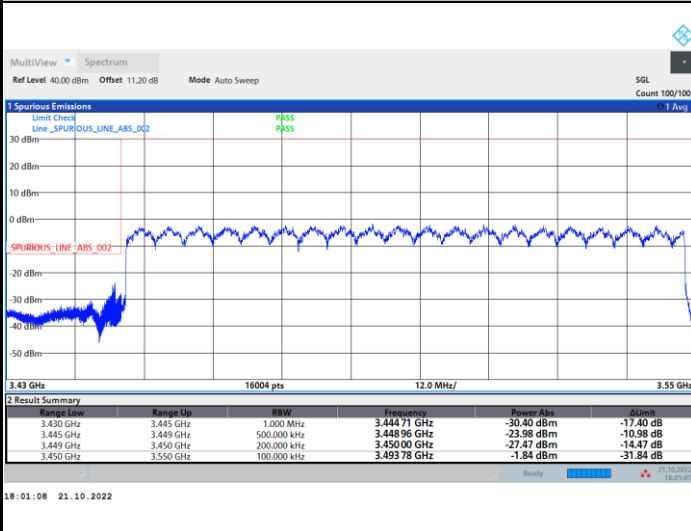 MultiView Spectrum
Ref Level 40.00 dBm Offset 11.20 dB Mode Auto Sweep SGL
Count 100/100
1 Spurious Emissions 1 Avg
Limit Check PASS
Line _SPURIOUS_LINE_ABS_002 PASS
30 dBm
20 dBm
10 dBm
0 dBm
_SPURIOUS_LINE_ABS_002
-20 dBm
-30 dBm
-40 dBm
-50 dBm
3.43 GHz 16004 pts 12.0 MHz/ 3.55 GHz
2 Result Summary
Range Low Range Up RBW Frequency Power Abs ΔLimit
3.430 GHz 3.445 GHz 1.000 MHz 3.444 71 GHz -30.40 dBm -17.40 dB
3.445 GHz 3.449 GHz 500.000 kHz 3.448 96 GHz -23.98 dBm -10.98 dB
3.449 GHz 3.450 GHz 200.000 kHz 3.450 00 GHz -27.47 dBm -14.47 dB
3.450 GHz 3.550 GHz 100.000 kHz 3.493 78 GHz -1.84 dBm -31.84 dB
Ready 21.10.2022
18:01:07
18:01:08 21.10.2022